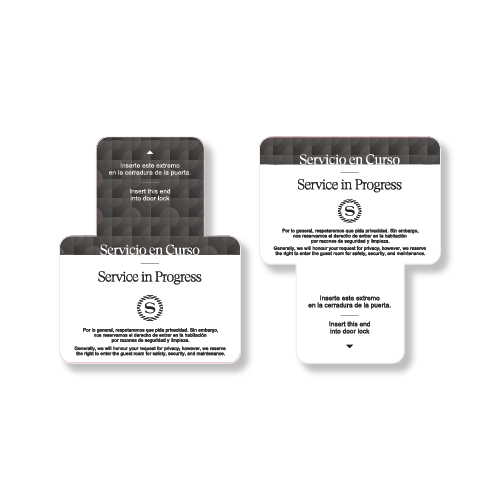 Inserte este extremo
en la cerradura de la puerta.
Insert this end
into door lock
Servicio en Curso
Service in Progress
S
Por lo general, respetaremos que pida privacidad. Sin embargo,
nos reservamos el derecho de entrar en la habitación
por razones de seguridad y limpieza.
Generally, we will honour your request for privacy, however, we reserve
the right to enter the guest room for safety, security, and maintenance.
Servicio en Curso
Service in Progress
S
Por lo general, respetaremos que pida privacidad. Sin embargo,
nos reservamos el derecho de entrar en la habitación
por razones de seguridad y limpieza.
Generally, we will honour your request for privacy, however, we reserve
the right to enter the guest room for safety, security, and maintenance.
Inserte este extremo
en la cerradura de la puerta.
Insert this end
into door lock